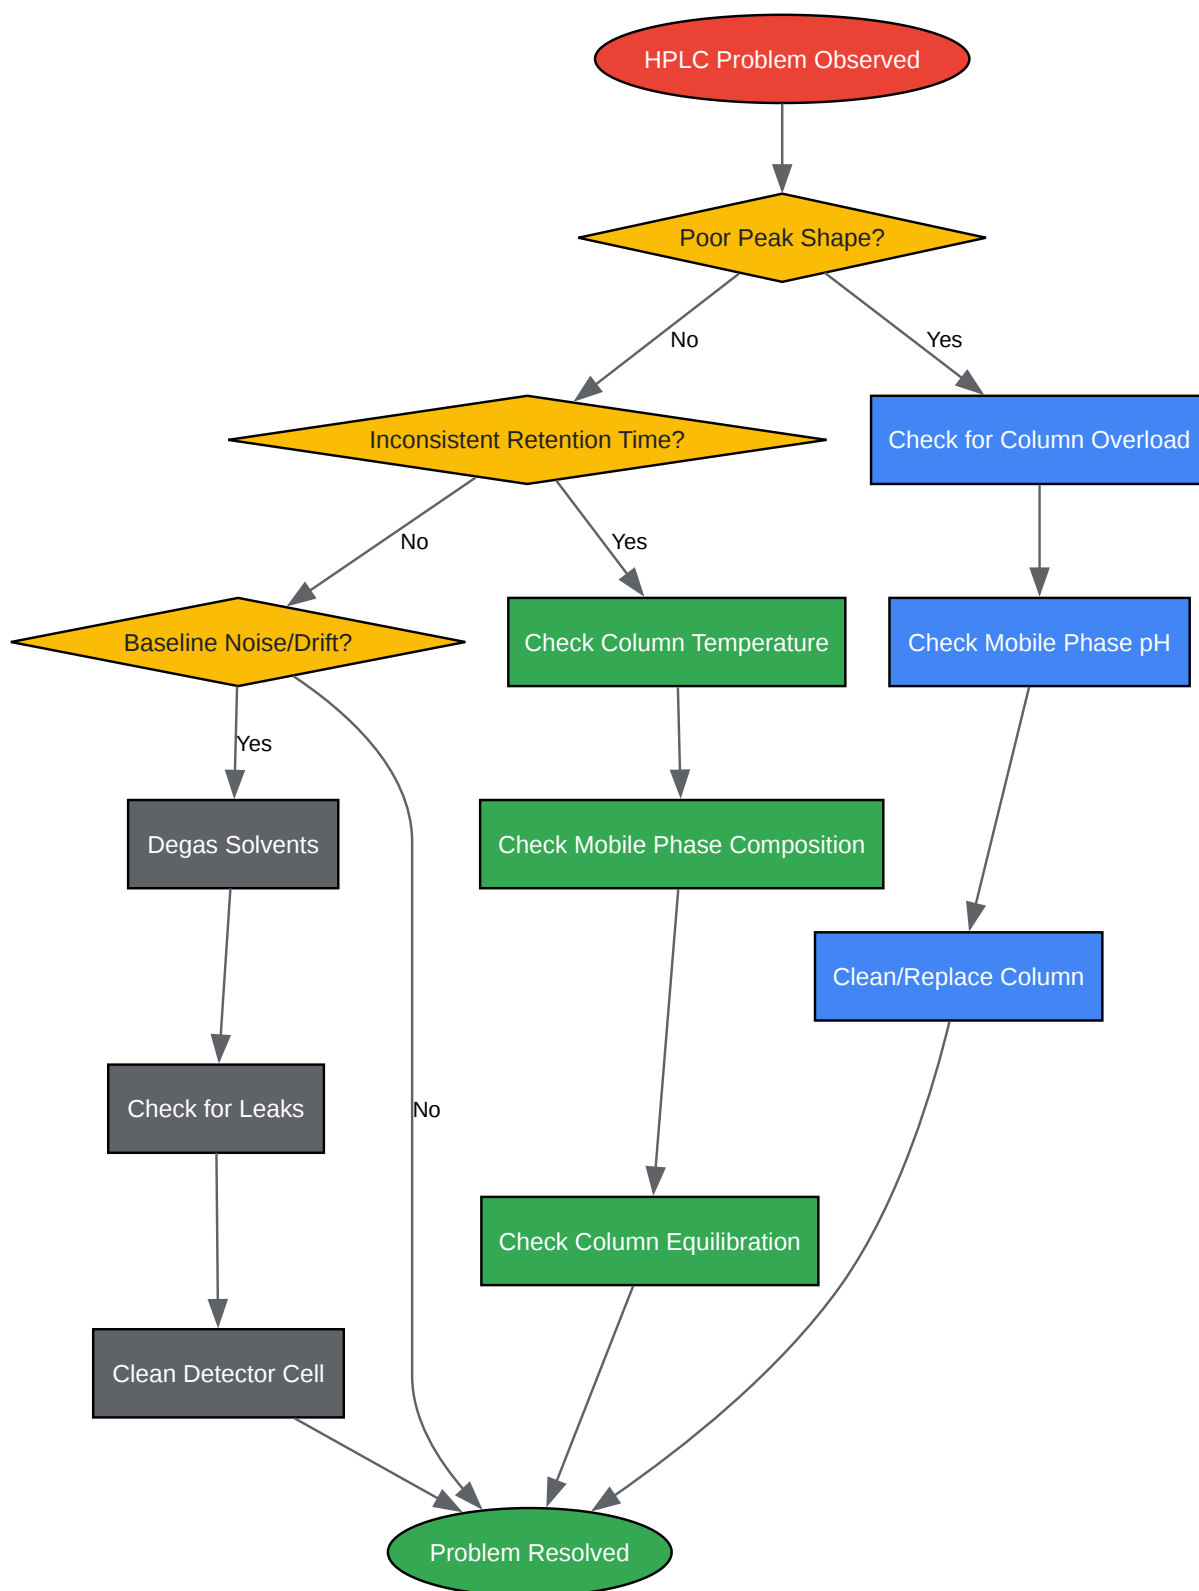 HPLC Problem Observed
Poor Peak Shape?
No
Yes
Inconsistent Retention Time?
Check for Column Overload
No
Yes
Baseline Noise/Drift?
Check Column Temperature
Check Mobile Phase pH
Yes
Degas Solvents
Check Mobile Phase Composition
Clean/Replace Column
Check for Leaks
No
Check Column Equilibration
Clean Detector Cell
Problem Resolved